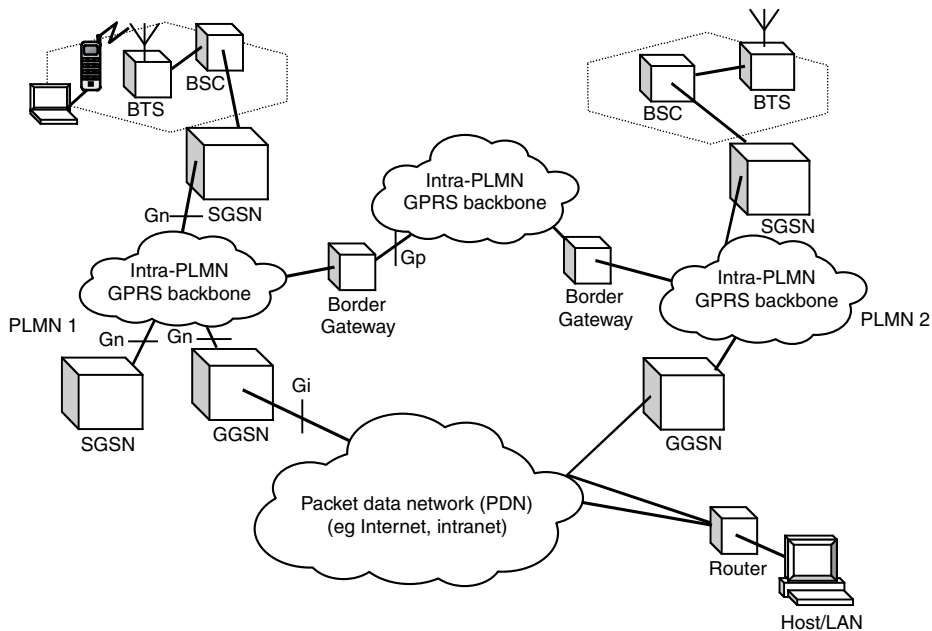 BSC
BTS
BTS
BSC
SGSN
Gn
Intra-PLMN
GPRS backbone
Gp
SGSN
Intra-PLMN
GPRS backbone
Border
Gateway
Border
Gateway
Intra-PLMN
GPRS backbone
PLMN 1
Gn
Gn
PLMN 2
SGSN
GGSN
Gi
GGSN
Packet data network (PDN)
(eg Internet, intranet)
Router
Host/LAN